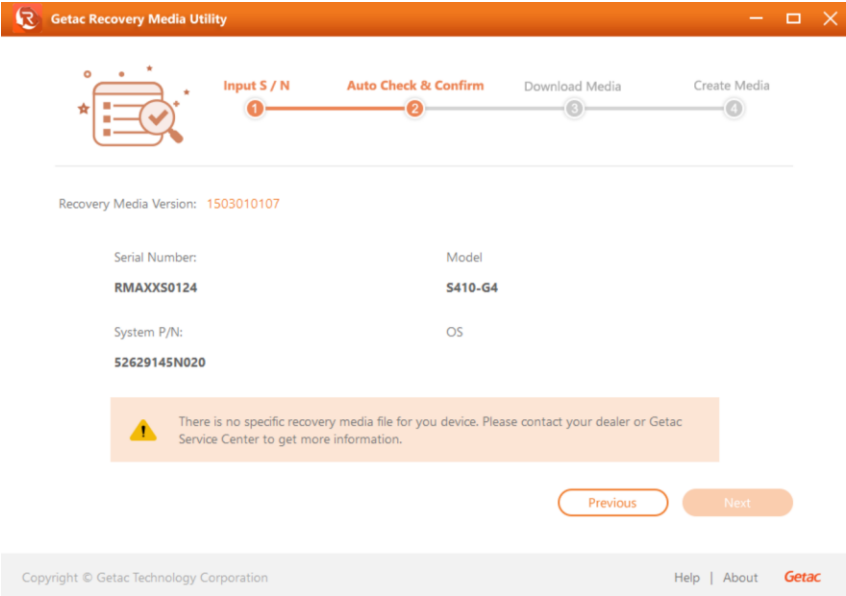 Getac Recovery Media Utility
Input S / N
Auto Check & Confirm
Download Media
Create Media
1
2
3
4
Recovery Media Version: 1503010107
Serial Number:
Model
RMAXXS0124
S410-G4
System P/N:
OS
52629145N020
There is no specific recovery media file for you device. Please contact your dealer or Getac
Service Center to get more information.
Previous
Next
Copyright © Getac Technology Corporation
Help | About
Getac